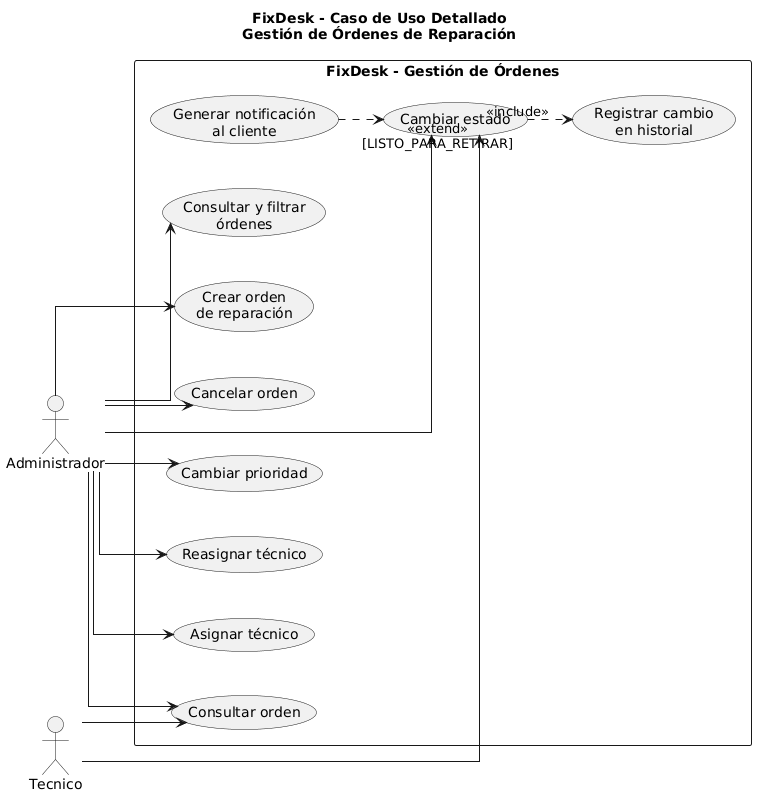 FixDesk - Caso de Uso Detallado
Gestión de Órdenes de Reparación
FixDesk - Gestión de Órdenes
Generar notificación
al cliente
Cambiar estado
«include»
«extend»
[LISTO_PARA_RETIRAR]
Registrar cambio
en historial
Consultar y filtrar
órdenes
Crear orden
de reparación
Cancelar orden
Administrador
Cambiar prioridad
Reasignar técnico
Asignar técnico
Consultar orden
Tecnico